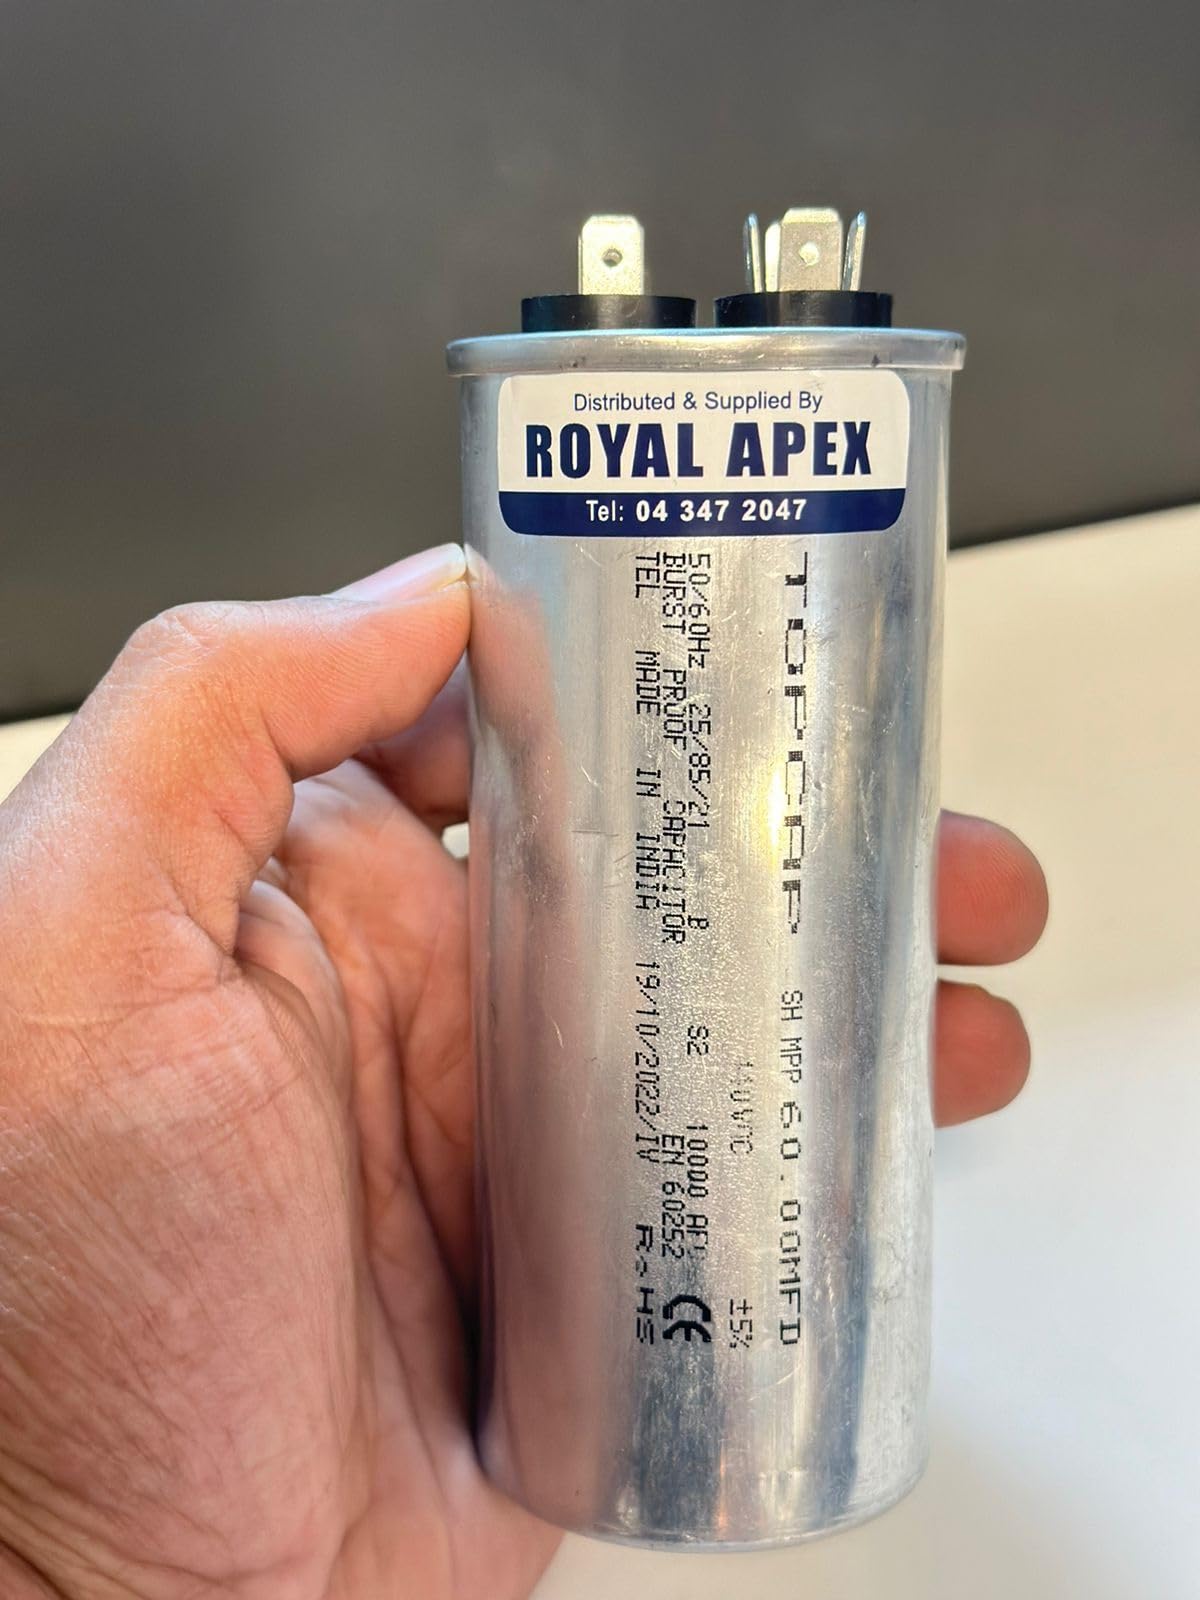 Distributed & Supplied By
ROYAL APEX
Tel: 04 347 2047
TOPCAP SH MPP 60.00MFD
±5%
50/60Hz 25/85/21 B S2 10000 AFC
BURST PROOF CAPACITOR EN 60252 CE
TEL MADE IN INDIA 19/10/2022/IV RoHS